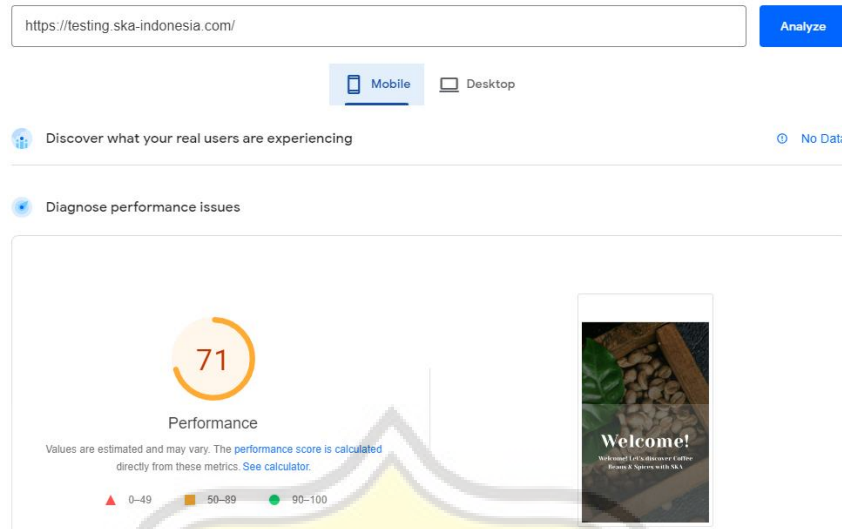 https://testing.ska-indonesia.com/
Analyze
Mobile
Desktop
Discover what your real users are experiencing
No Data
Diagnose performance issues
71
Performance
Values are estimated and may vary. The performance score is calculated
directly from these metrics. See calculator.
0–49
50–89
90–100
Welcome!
Welcome! Let's discover Coffee
Beans & Spices with SKA